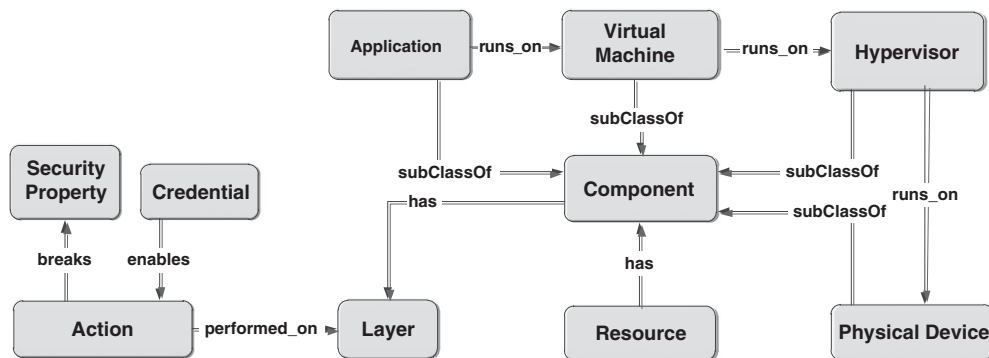 Application
runs_on
Virtual
Machine
runs_on
Hypervisor
subClassOf
Security
Property
Credential
subClassOf
Component
subClassOf
has
subClassOf
runs_on
breaks
enables
has
Action
performed_on
Layer
Resource
Physical Device